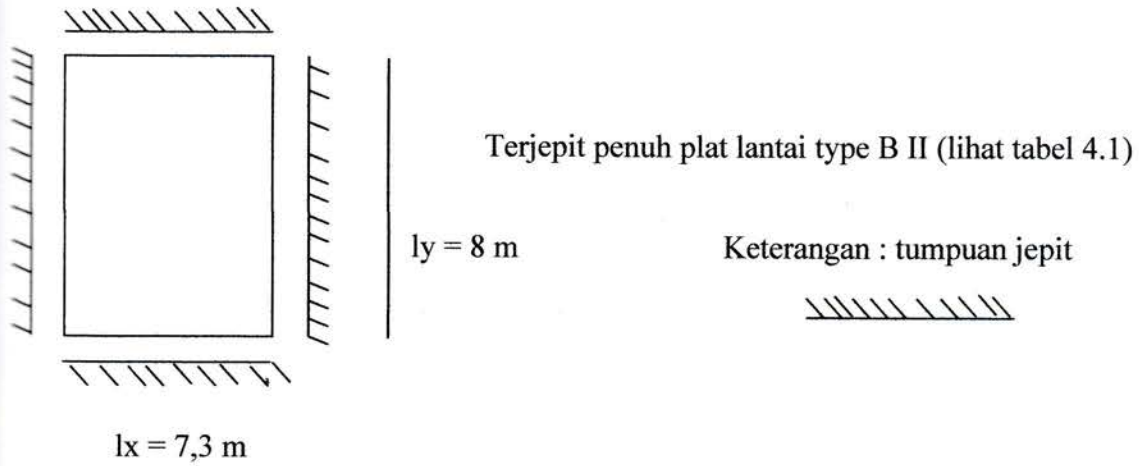 Terjepit penuh plat lantai type B II (lihat tabel 4.1)
ly = 8 m
Keterangan : tumpuan jepit
lx = 7,3 m